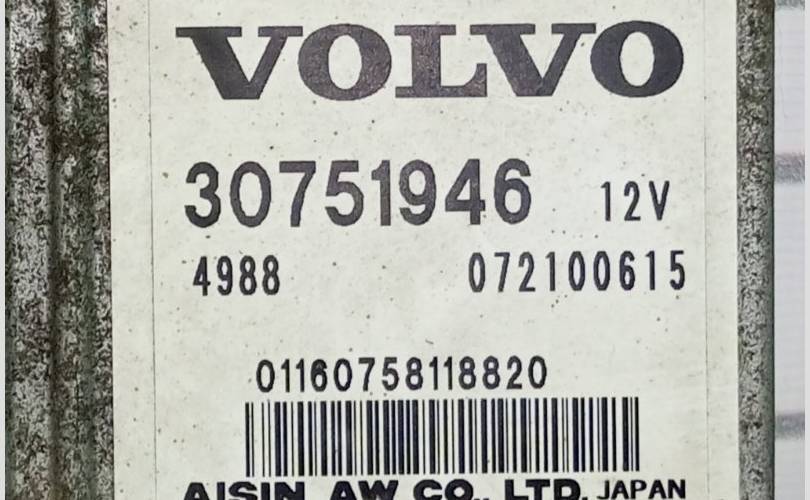 VOLVO
30751946 12V
4988 072100615
01160758118820
AISIN AW CO., LTD. JAPAN